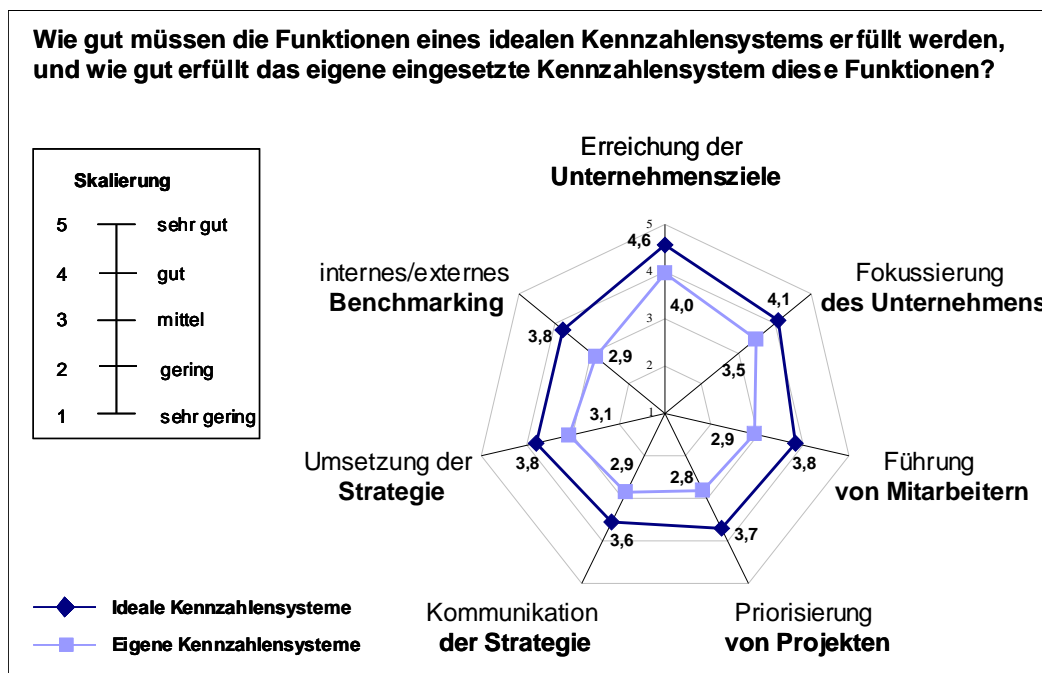 Wie gut müssen die Funktionen eines idealen Kennzahlensystems erfüllt werden,
und wie gut erfüllt das eigene eingesetzte Kennzahlensystem diese Funktionen?
Skalierung
5 sehr gut
4 gut
3 mittel
2 gering
1 sehr gering
Erreichung der
Unternehmensziele
Fokussierung
des Unternehmens
Führung
von Mitarbeitern
Priorisierung
von Projekten
Kommunikation
der Strategie
Umsetzung der
Strategie
internes/externes
Benchmarking
5
4
3
2
1
4,6
4,1
3,8
3,7
3,6
3,8
3,8
4,0
3,5
2,9
2,8
2,9
3,1
2,9
Ideale Kennzahlensysteme
Eigene Kennzahlensysteme